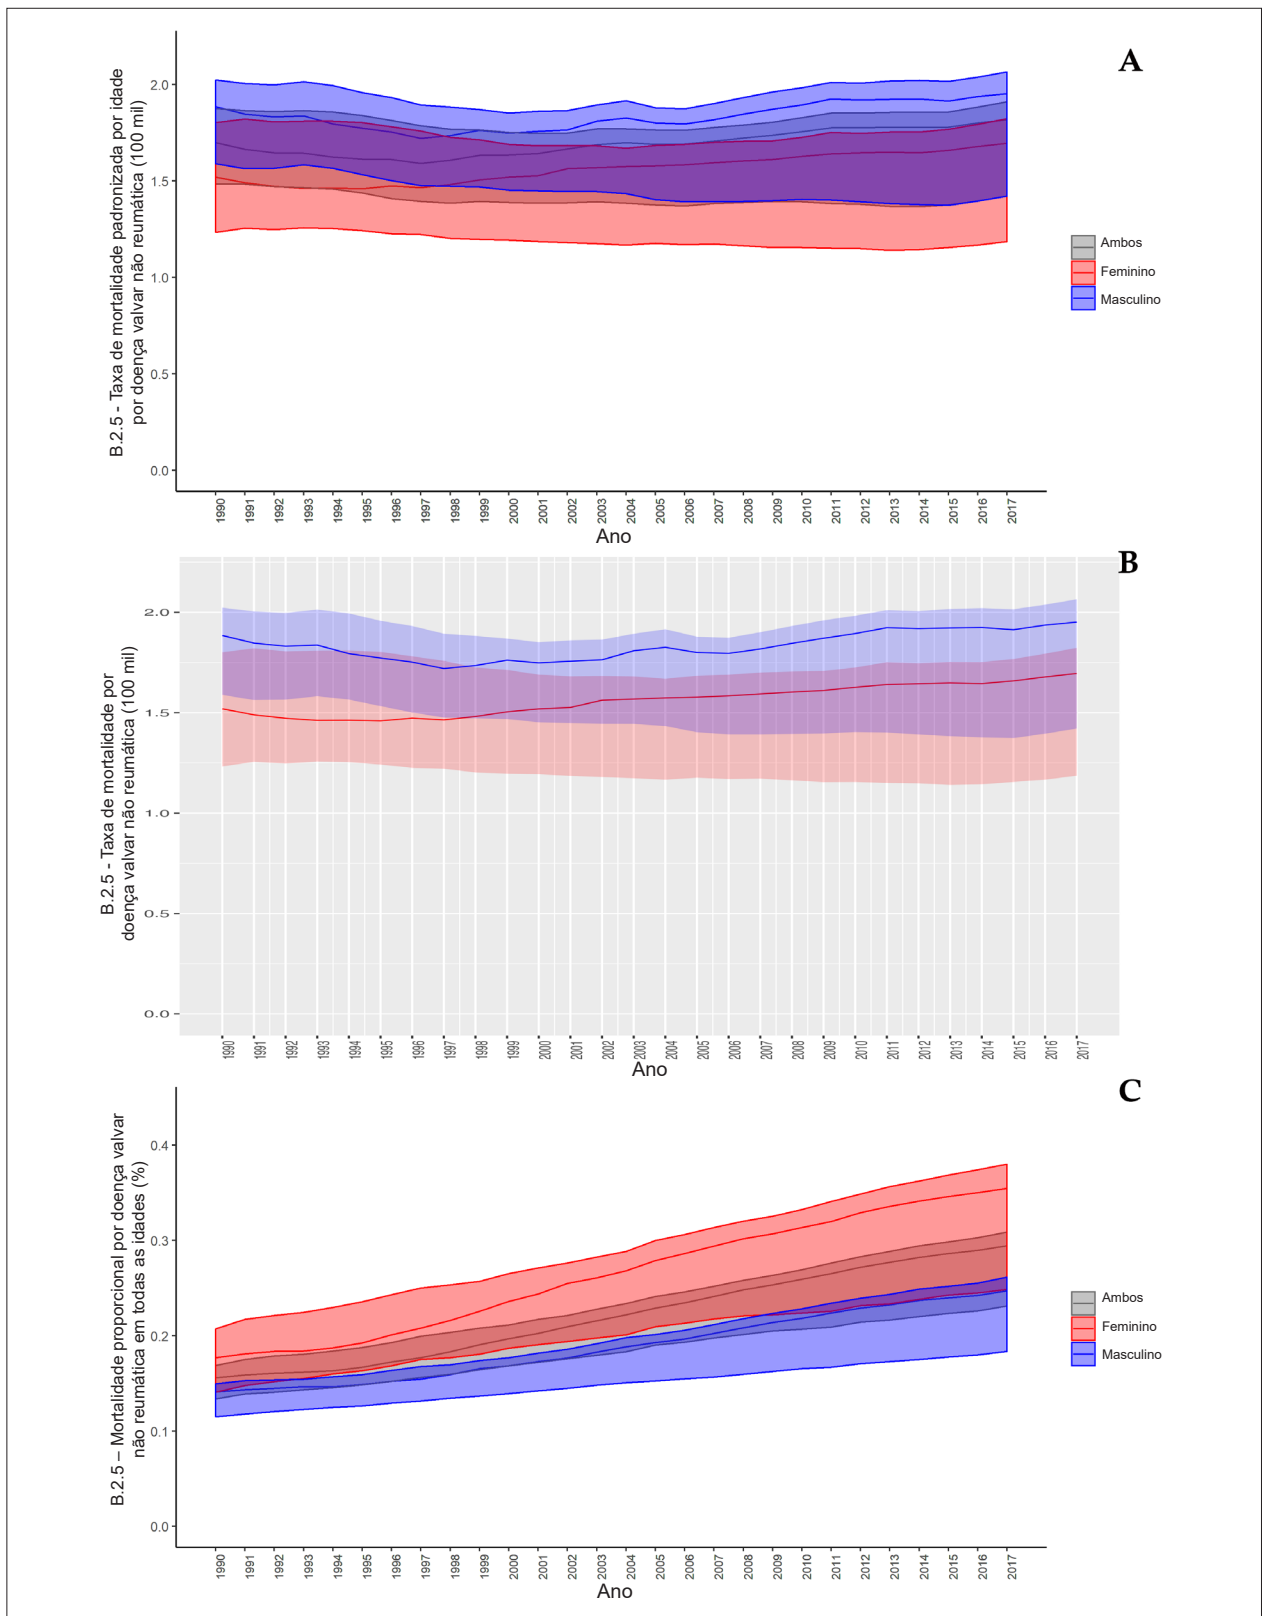 A
B.2.5 - Taxa de mortalidade padronizada por idade
por doença valvar não reumática (100 mil)
2.0
1.5
1.0
0.5
0.0
1990 1991 1992 1993 1994 1995 1996 1997 1998 1999 2000 2001 2002 2003 2004 2005 2006 2007 2008 2009 2010 2011 2012 2013 2014 2015 2016 2017
Ano
Ambos
Feminino
Masculino
B
B.2.5 - Taxa de mortalidade por
doença valvar não reumática (100 mil)
2.0
1.5
1.0
0.5
0.0
1990 1991 1992 1993 1994 1995 1996 1997 1998 1999 2000 2001 2002 2003 2004 2005 2006 2007 2008 2009 2010 2011 2012 2013 2014 2015 2016 2017
Ano
C
B.2.5 – Mortalidade proporcional por doença valvar
não reumática em todas as idades (%)
0.4
0.3
0.2
0.1
0.0
1990 1991 1992 1993 1994 1995 1996 1997 1998 1999 2000 2001 2002 2003 2004 2005 2006 2007 2008 2009 2010 2011 2012 2013 2014 2015 2016 2017
Ano
Ambos
Feminino
Masculino